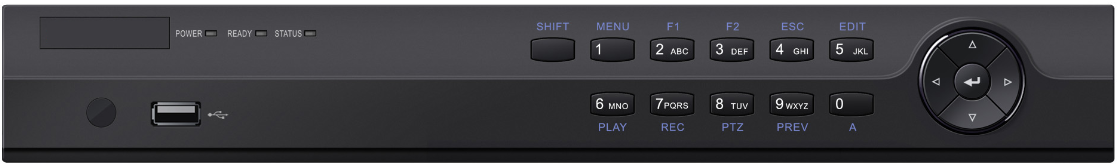 SHIFT MENU F1 F2 ESC EDIT
POWER READY STATUS
1 2 ABC 3 DEF 4 GHI 5 JKL
6 MNO 7PQRS 8 TUV 9WXYZ 0
PLAY REC PTZ PREV A